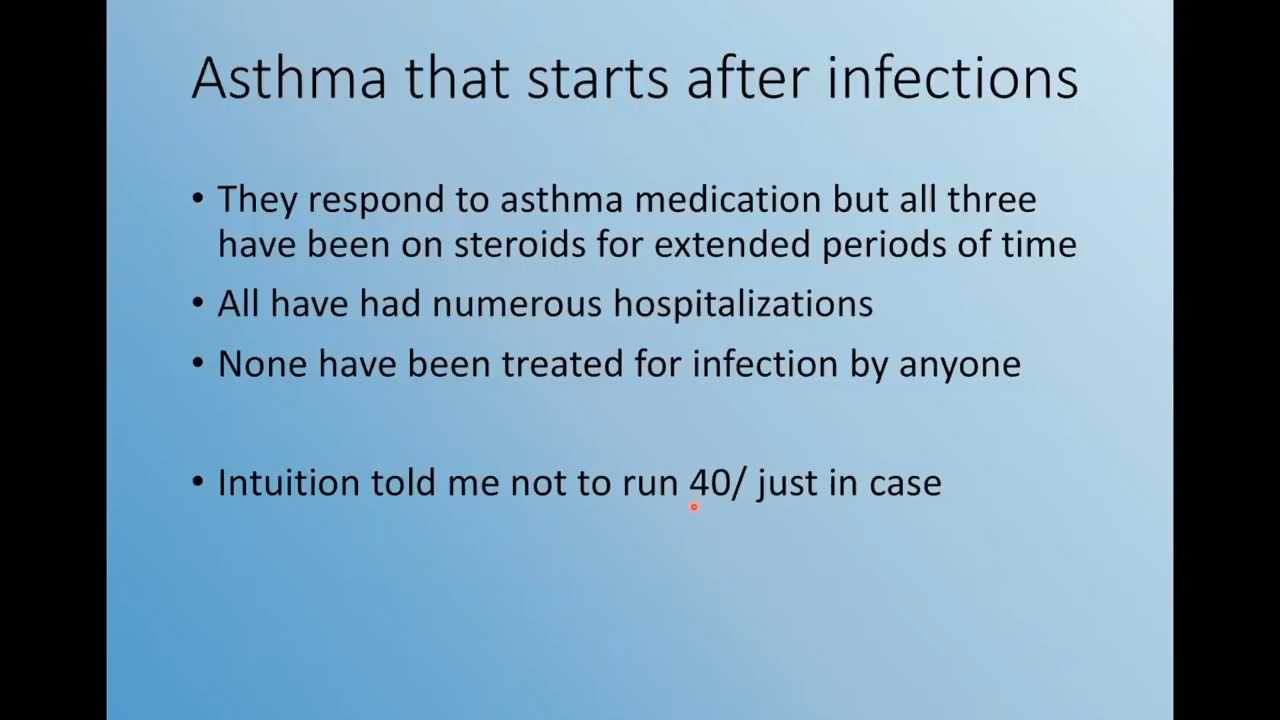 Asthma that starts after infections
• They respond to asthma medication but all three
have been on steroids for extended periods of time
• All have had numerous hospitalizations
• None have been treated for infection by anyone
• Intuition told me not to run 40/ just in case